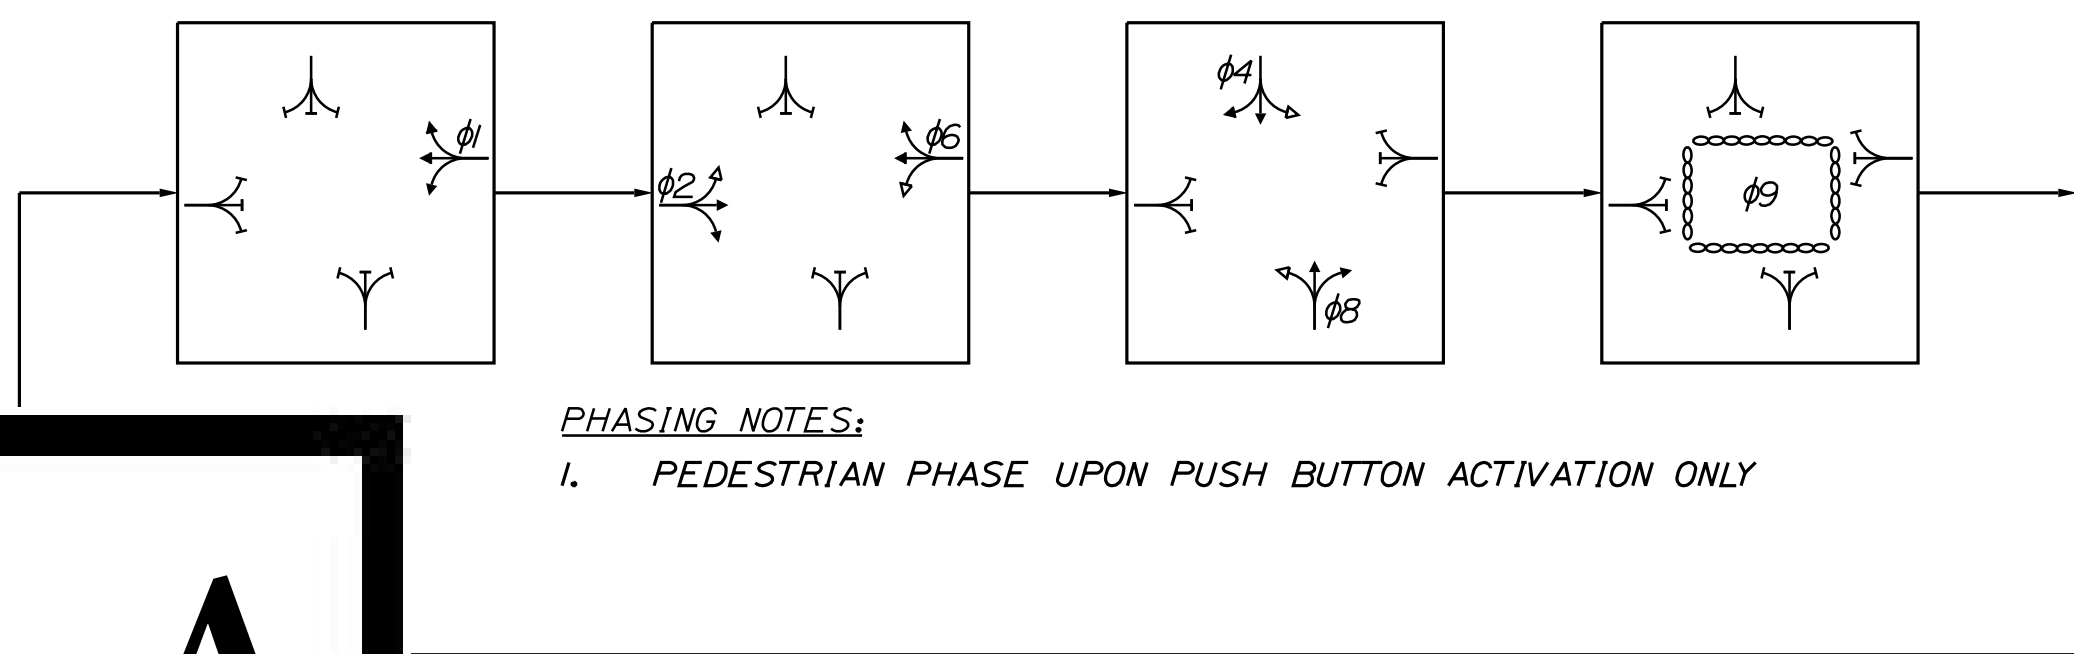 φ1
φ2
φ6
φ4
φ8
φ9
PHASING NOTES:
1. PEDESTRIAN PHASE UPON PUSH BUTTON ACTIVATION ONLY